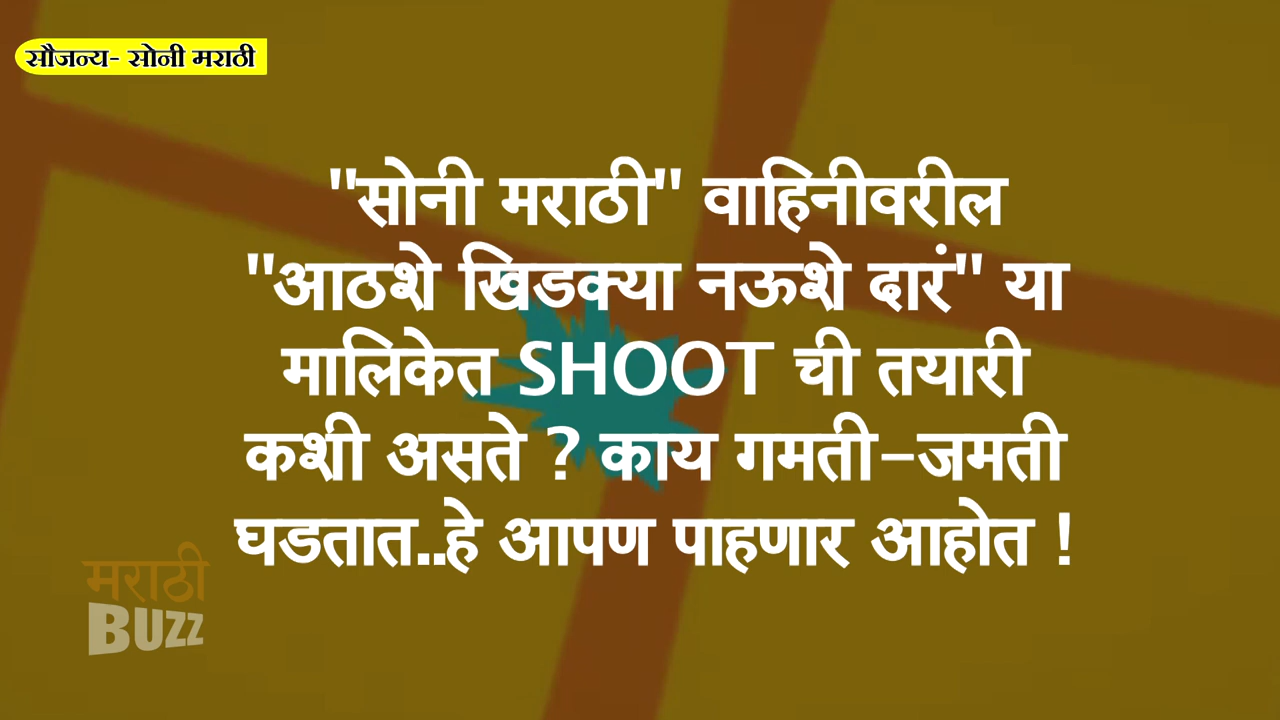 सौजन्य- सोनी मराठी
"सोनी मराठी" वाहिनीवरील
"आठशे खिडक्या नऊशे दारं" या
मालिकेत SHOOT ची तयारी
कशी असते ? काय गमती-जमती
घडतात..हे आपण पाहणार आहोत !
मराठी
BUZZ